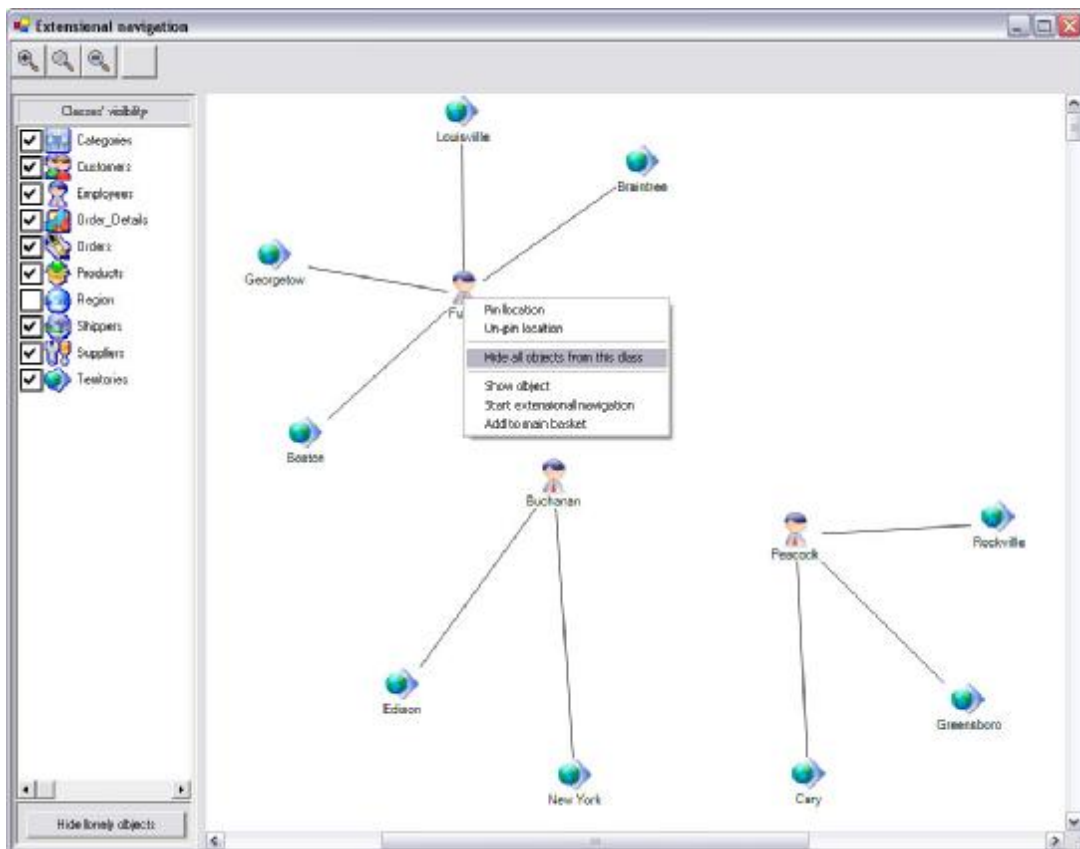 Extensional navigation
Classes' visibility
Categories
Customers
Employees
Order_Details
Orders
Products
Region
Shippers
Suppliers
Territories
Hide lonely objects
Louisville
Braintree
Georgetow
Fu
Pin location
Un-pin location
Hide all objects from this class
Show object
Start extensional navigation
Add to main basket
Boston
Buchanan
Peacock
Rockville
Edison
Greensboro
New York
Cary